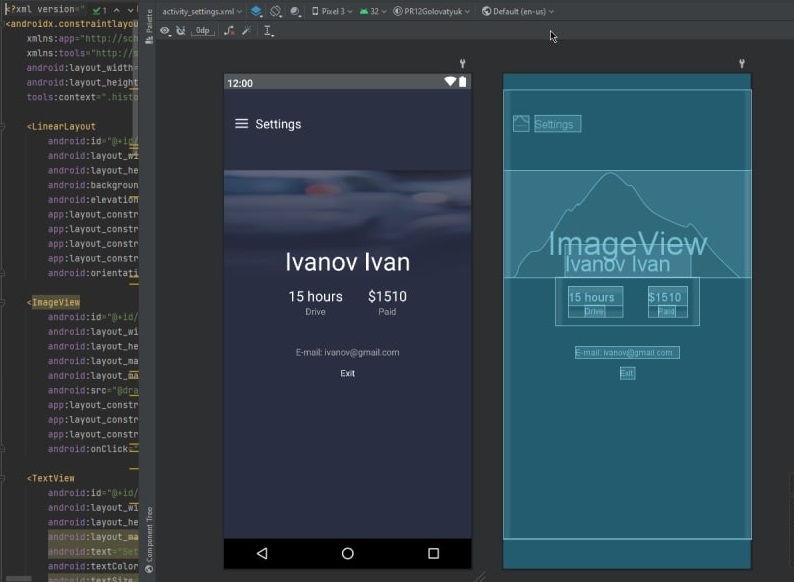 <?xml version=" 1
<androidx.constraintlayou
xmlns:app="http://sch
xmlns:tools="http://s
android:layout_width=
android:layout_height
tools:context=".histo
<LinearLayout
android:id="@+id/
android:layout_wi
android:layout_he
android:backgroun
android:elevation
app:layout_constr
app:layout_constr
app:layout_constr
app:layout_constr
android:orientati
<ImageView
android:id="@+id/
android:layout_wi
android:layout_he
android:layout_ma
android:layout_ma
android:src="@dra
app:layout_constr
app:layout_constr
app:layout_constr
android:onClick=
<TextView
android:id="@+id/
android:layout_wi
android:layout_he
android:layout_ma
android:text="Set
android:textColor
android:textSize=
Palette
Component Tree
activity_settings.xml Pixel 3 32 PR12Golovatyuk Default (en-us)
0dp
12:00
Settings
Ivanov Ivan
15 hours $1510
Drive Paid
E-mail: ivanov@gmail.com
Exit
Settings
ImageView
Ivanov Ivan
15 hours $1510
Drive Paid
E-mail: ivanov@gmail.com
Exit